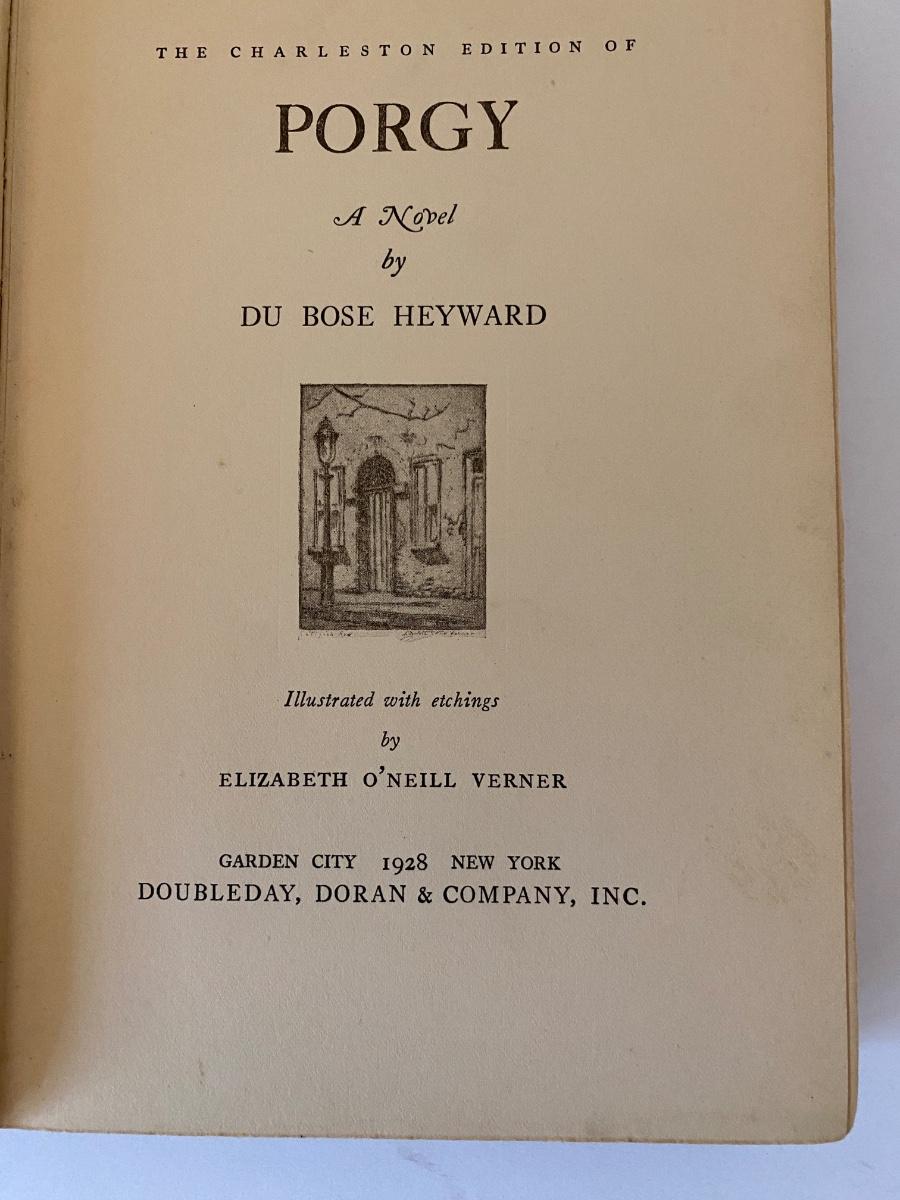 THE CHARLESTON EDITION OF
PORGY
A Novel
by
DU BOSE HEYWARD
Illustrated with etchings
by
ELIZABETH O'NEILL VERNER
GARDEN CITY 1928 NEW YORK
DOUBLEDAY, DORAN & COMPANY, INC.